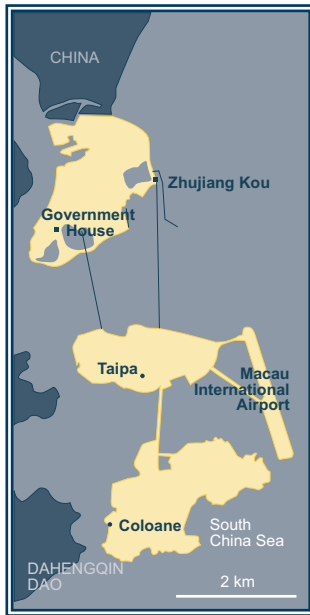 CHINA
Zhujiang Kou
Government
House
Taipa
Macau
International
Airport
Coloane
South
China Sea
DAHENGQIN
DAO
2 km